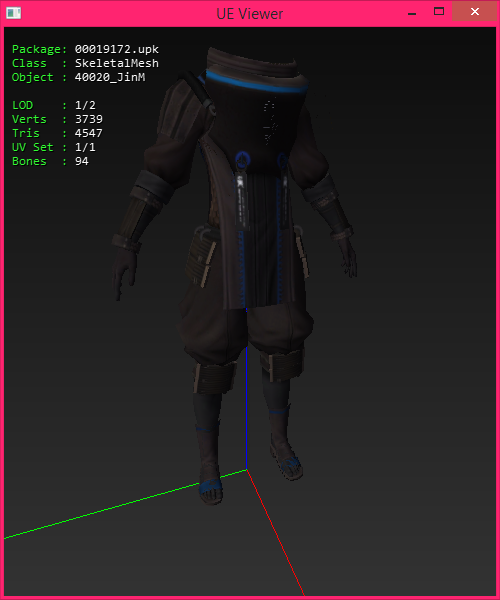 UE Viewer
Package: 00019172.upk
Class : SkeletalMesh
Object : 40020_JinM
LOD : 1/2
Verts : 3739
Tris : 4547
UV Set : 1/1
Bones : 94